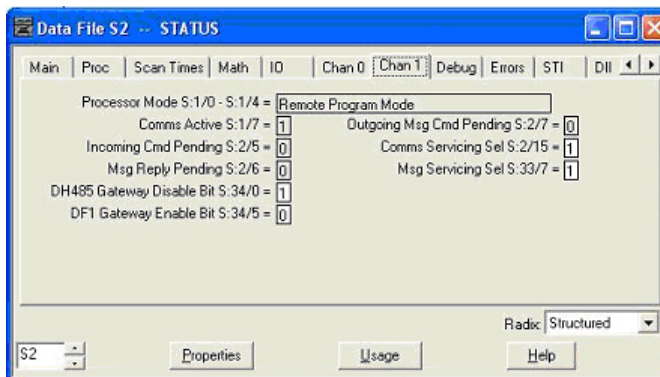 Data File S2 -- STATUS
Main Proc Scan Times Math IO Chan 0 Chan 1 Debug Errors STI DII
Processor Mode S:1/0 - S:1/4 = Remote Program Mode
Comms Active S:1/7 = 1 Outgoing Msg Cmd Pending S:2/7 = 0
Incoming Cmd Pending S:2/5 = 0 Comms Servicing Sel S:2/15 = 1
Msg Reply Pending S:2/6 = 0 Msg Servicing Sel S:33/7 = 1
DH485 Gateway Disable Bit S:34/0 = 1
DF1 Gateway Enable Bit S:34/5 = 0
Radix: Structured
S2 Properties Usage Help